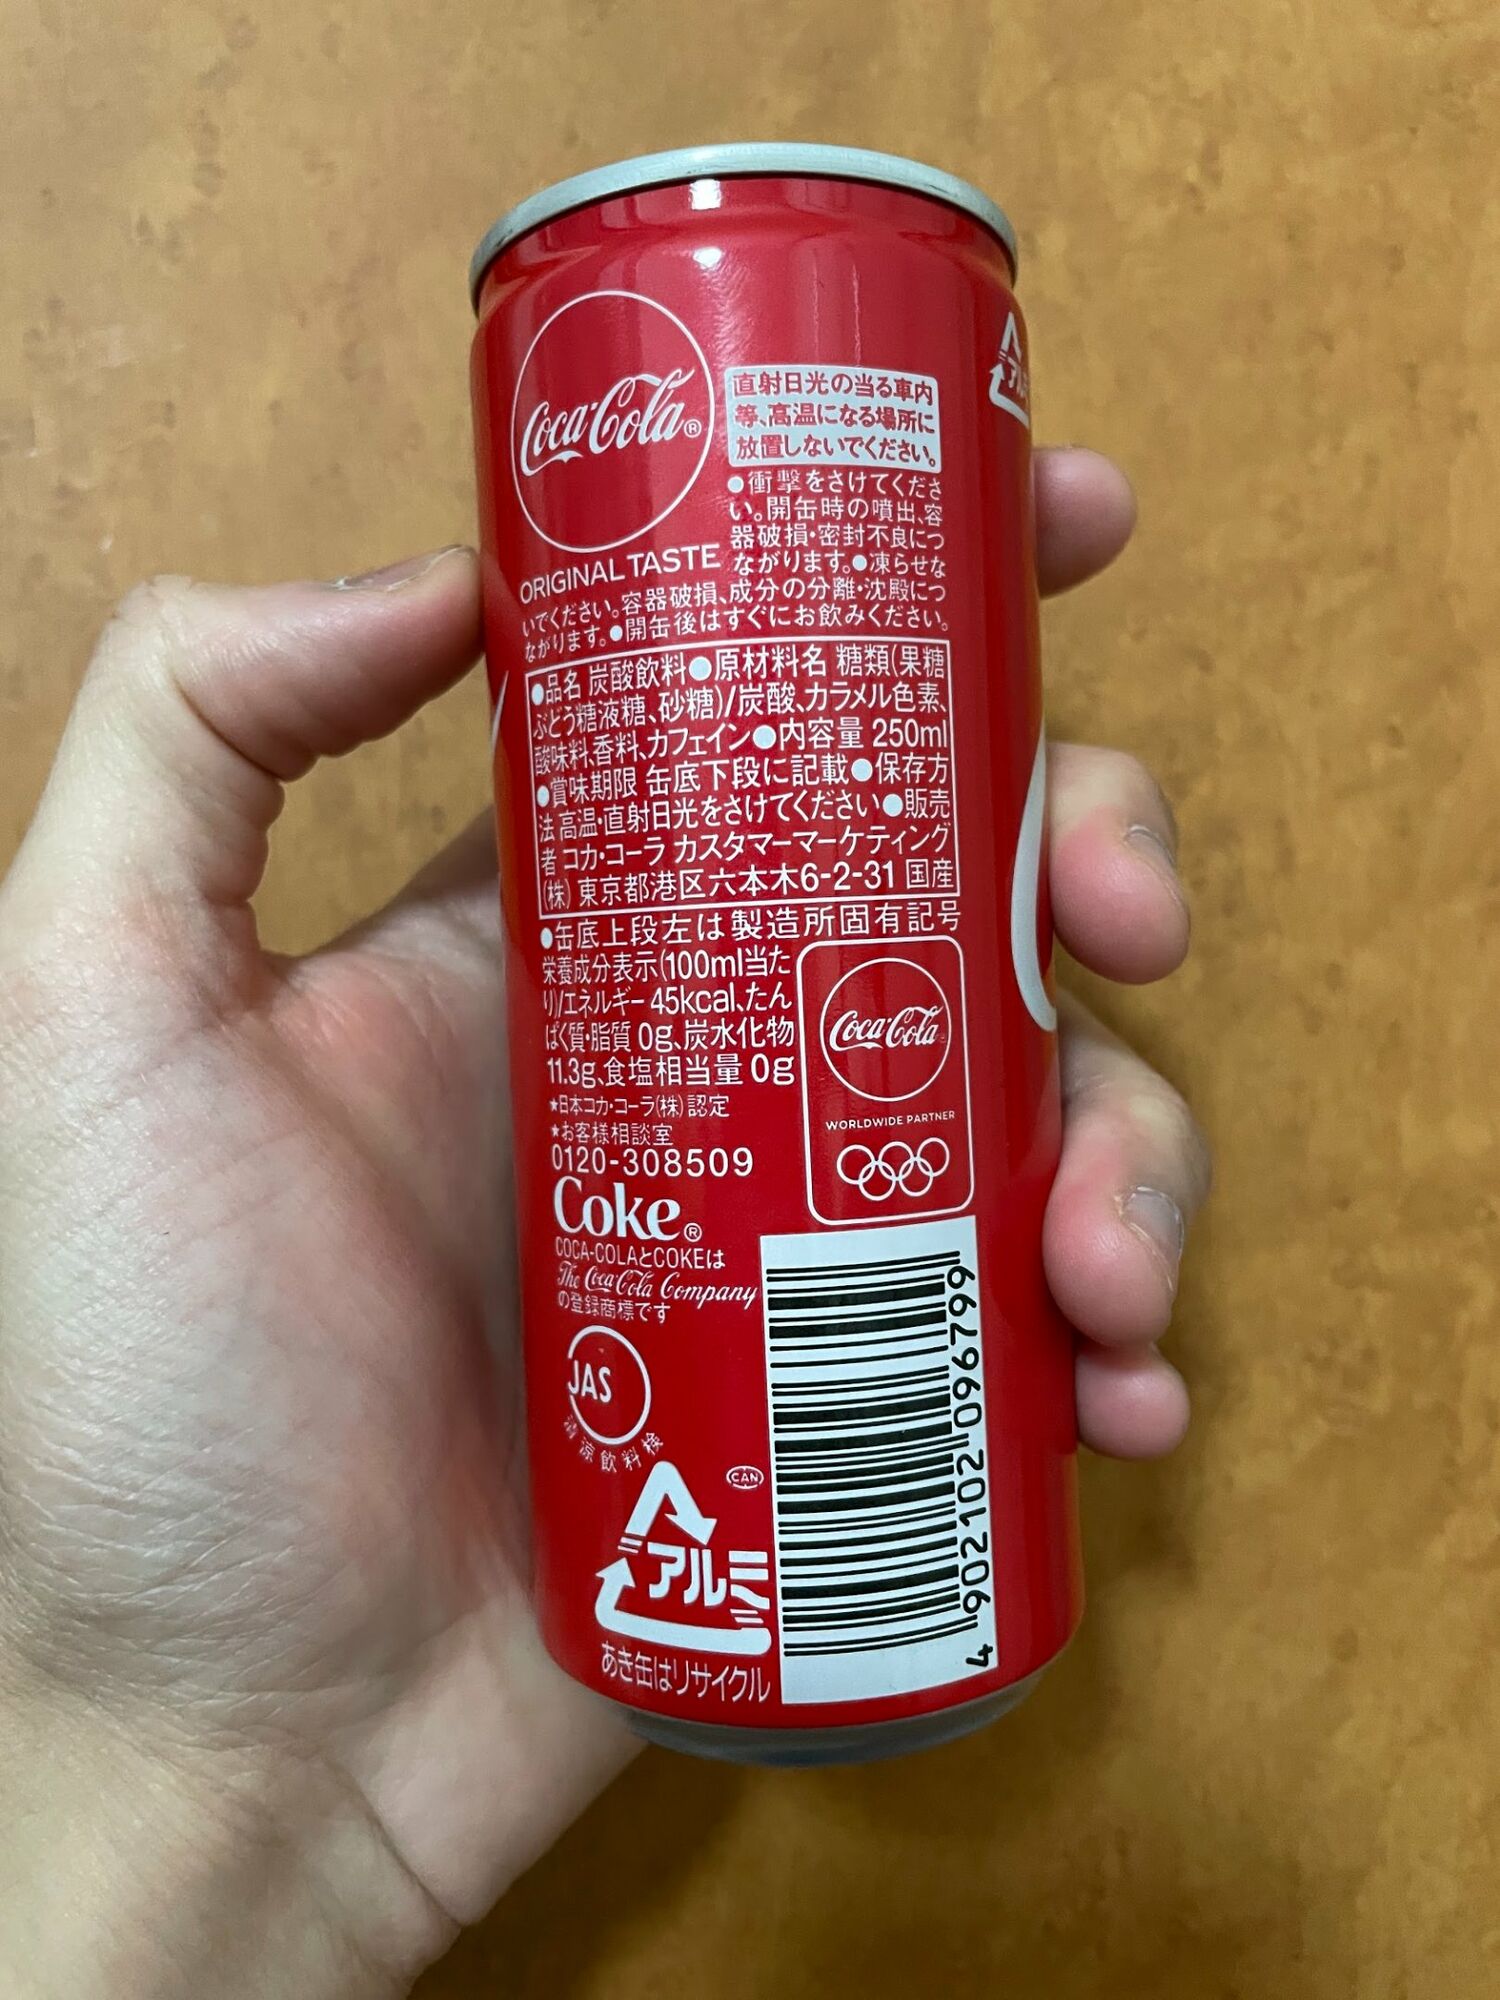 Coca-Cola®
ORIGINAL TASTE
直射日光の当る車内
等、高温になる場所に
放置しないでください。
●衝撃をさけてくださ
い。開缶時の噴出、容
器破損・密封不良につ
ながります。●凍らせな
いでください。容器破損、成分の分離・沈殿につ
ながります。●開缶後はすぐにお飲みください。
●品名 炭酸飲料●原材料名 糖類(果糖
ぶどう糖液糖、砂糖)/炭酸、カラメル色素、
酸味料、香料、カフェイン●内容量 250ml
●賞味期限 缶底下段に記載●保存方
法 高温・直射日光をさけてください●販売
者 コカ・コーラ カスタマーマーケティング
(株) 東京都港区六本木6-2-31 国産
●缶底上段左は製造所固有記号
栄養成分表示(100ml当た
り)/エネルギー 45kcal、たん
ぱく質・脂質 0g、炭水化物
11.3g、食塩相当量 0g
★日本コカ・コーラ(株)認定
★お客様相談室
0120-308509
Coke®
COCA-COLAとCOKEは
The Coca-Cola Company
の登録商標です
Coca-Cola
WORLDWIDE PARTNER
JAS
清涼飲料検
CAN
アルミ
あき缶はリサイクル
4 902102 096799